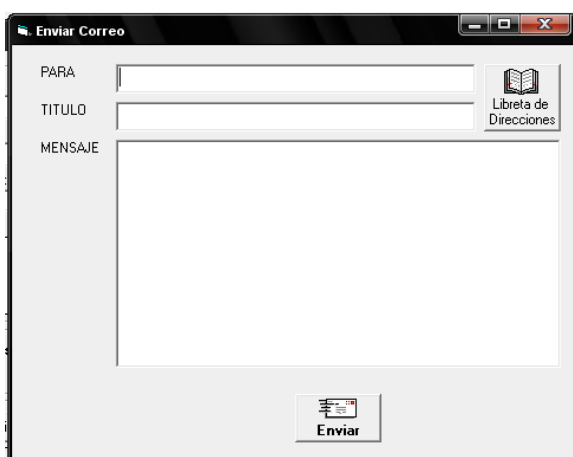 Enviar Correo
PARA
TITULO
Libreta de
Direcciones
MENSAJE
Enviar